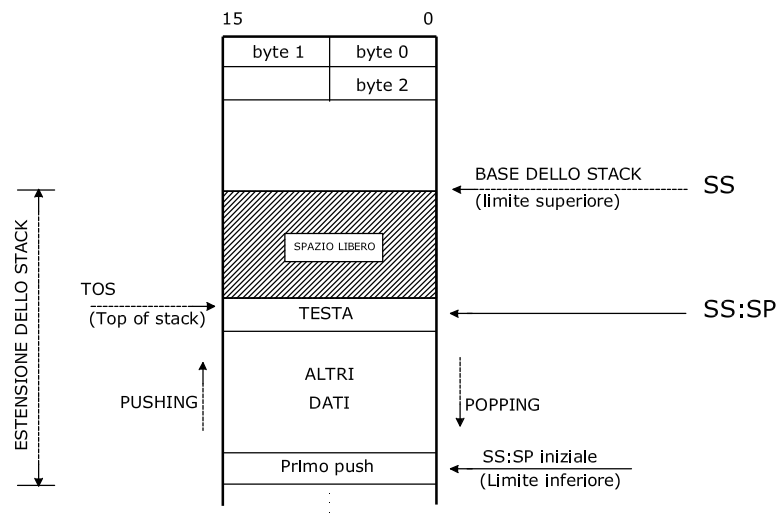 15 0
byte 1 byte 0
byte 2
BASE DELLO STACK
(limite superiore)
SS
SPAZIO LIBERO
ESTENSIONE DELLO STACK
TOS
(Top of stack)
TESTA
SS:SP
ALTRI
DATI
PUSHING
POPPING
PrImo push
SS:SP iniziale
(Limite inferiore)